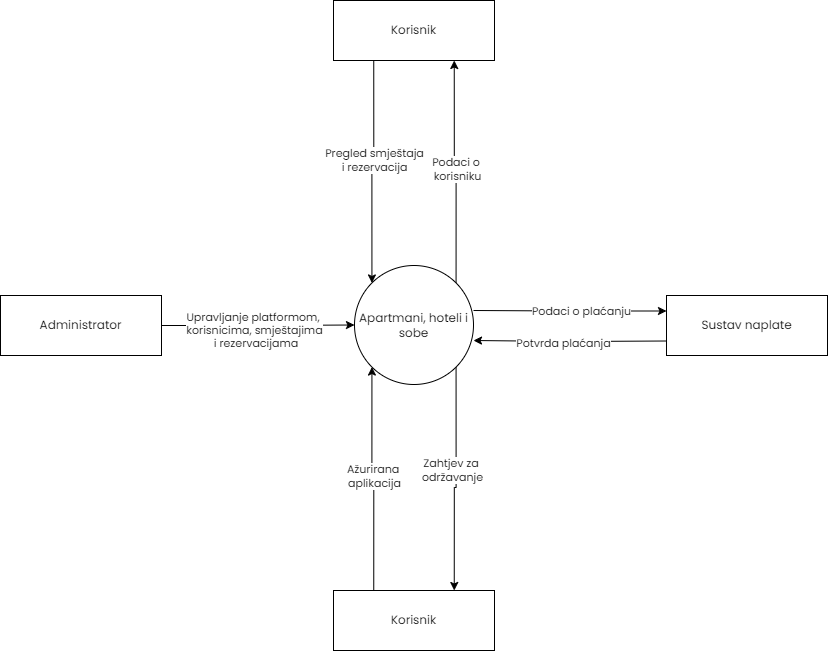 Korisnik
Pregled smještaja
i rezervacija
Podaci o
korisniku
Administrator
Upravljanje platformom,
korisnicima, smještajima
i rezervacijama
Apartmani, hoteli i
sobe
Podaci o plaćanju
Potvrda plaćanja
Sustav naplate
Ažurirana
aplikacija
Zahtjev za
održavanje
Korisnik